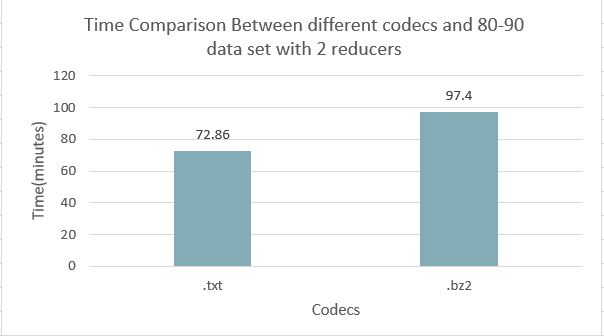 Time Comparison Between different codecs and 80-90
data set with 2 reducers
120
100
80
60
40
20
0
Time(minutes)
72.86
97.4
.txt
.bz2
Codecs